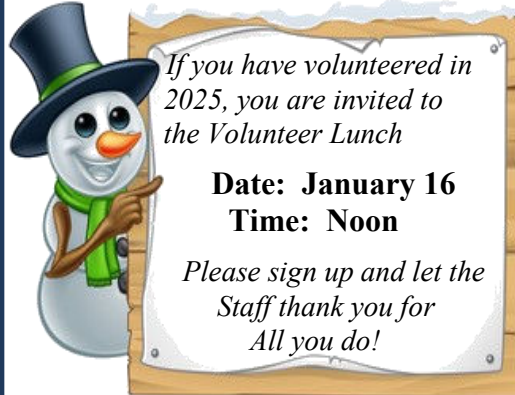 If you have volunteered in
2025, you are invited to
the Volunteer Lunch
Date: January 16
Time: Noon
Please sign up and let the
Staff thank you for
All you do!